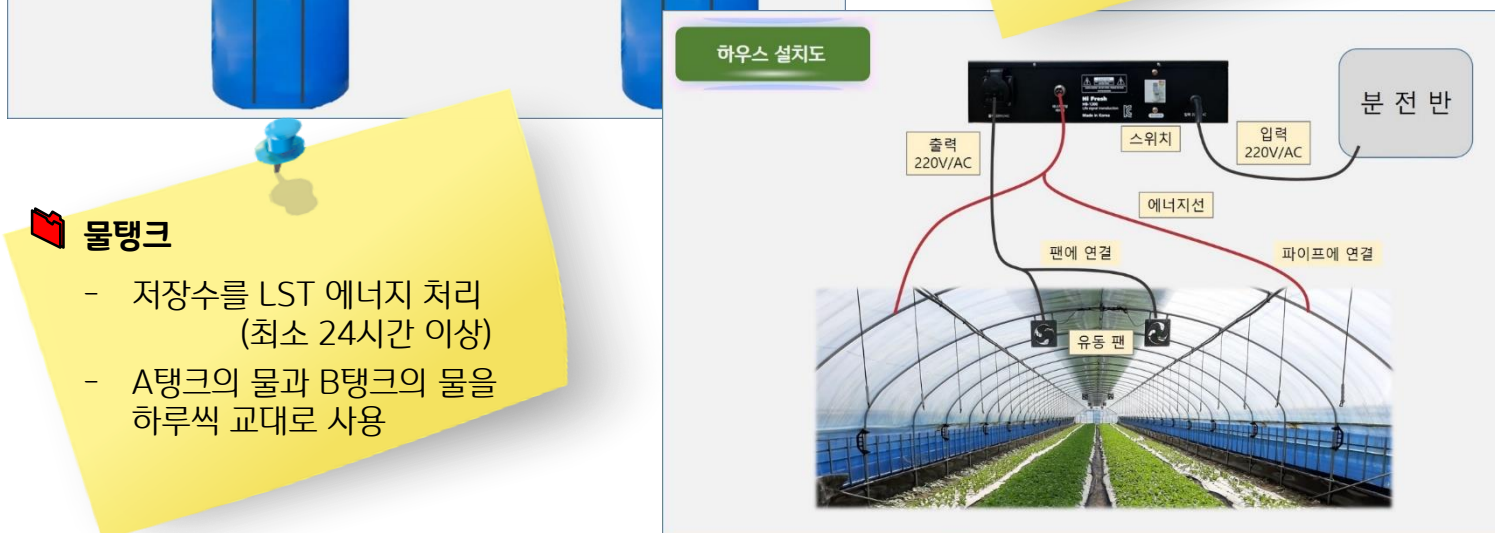 물탱크
- 저장수를 LST 에너지 처리
(최소 24시간 이상)
- A탱크의 물과 B탱크의 물을
하루씩 교대로 사용
하우스 설치도
Hi Fresh
Made in Korea
분 전 반
출력
220V/AC
스위치
입력
220V/AC
에너지선
팬에 연결
파이프에 연결
유동 팬